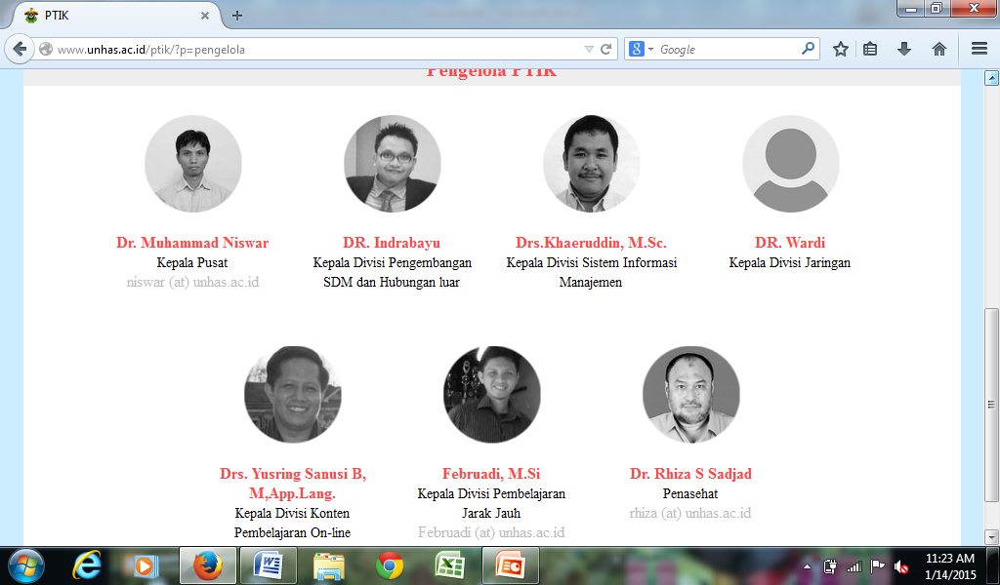 PTIK
www.unhas.ac.id/ptik/?p=pengelola
Google
Pengelola PTIK
Dr. Muhammad Niswar
Kepala Pusat
niswar (at) unhas.ac.id
DR. Indrabayu
Kepala Divisi Pengembangan
SDM dan Hubungan luar
Drs.Khaeruddin, M.Sc.
Kepala Divisi Sistem Informasi
Manajemen
DR. Wardi
Kepala Divisi Jaringan
Drs. Yusring Sanusi B,
M,App.Lang.
Kepala Divisi Konten
Pembelajaran On-line
Februadi, M.Si
Kepala Divisi Pembelajaran
Jarak Jauh
Februadi (at) unhas.ac.id
Dr. Rhiza S Sadjad
Penasehat
rhiza (at) unhas.ac.id
11:23 AM
1/14/2015